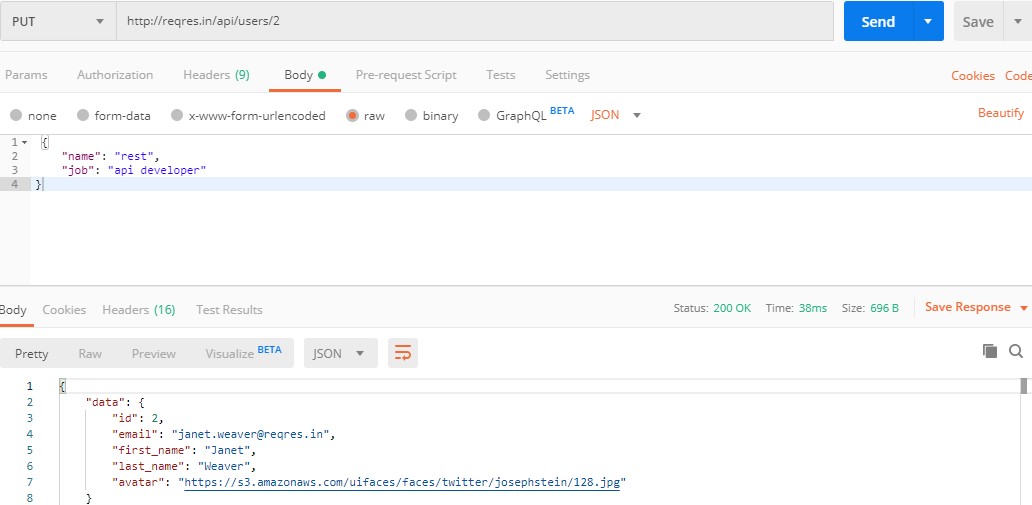 PUT http://reqres.in/api/users/2 Send Save
Params Authorization Headers (9) Body Pre-request Script Tests Settings Cookies Code
none form-data x-www-form-urlencoded raw binary GraphQL BETA JSON Beautify
1 {
2 "name": "rest",
3 "job": "api developer"
4 }
Body Cookies Headers (16) Test Results Status: 200 OK Time: 38ms Size: 696 B Save Response
Pretty Raw Preview Visualize BETA JSON
1 {
2 "data": {
3 "id": 2,
4 "email": "janet.weaver@reqres.in",
5 "first_name": "Janet",
6 "last_name": "Weaver",
7 "avatar": "https://s3.amazonaws.com/uifaces/faces/twitter/josephstein/128.jpg"
8 }